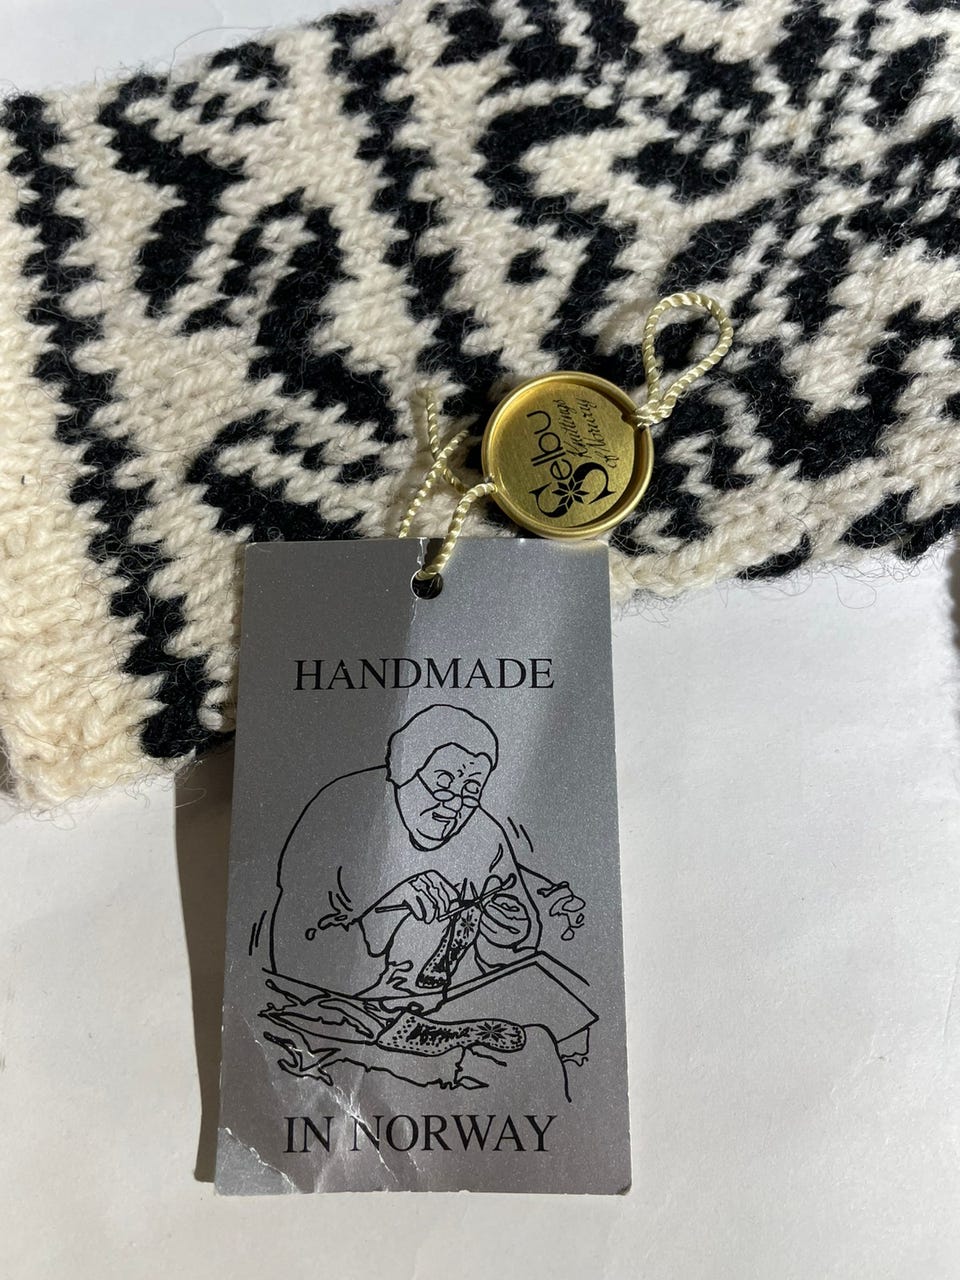 Selbu
Knittings
of Norway
HANDMADE
IN NORWAY